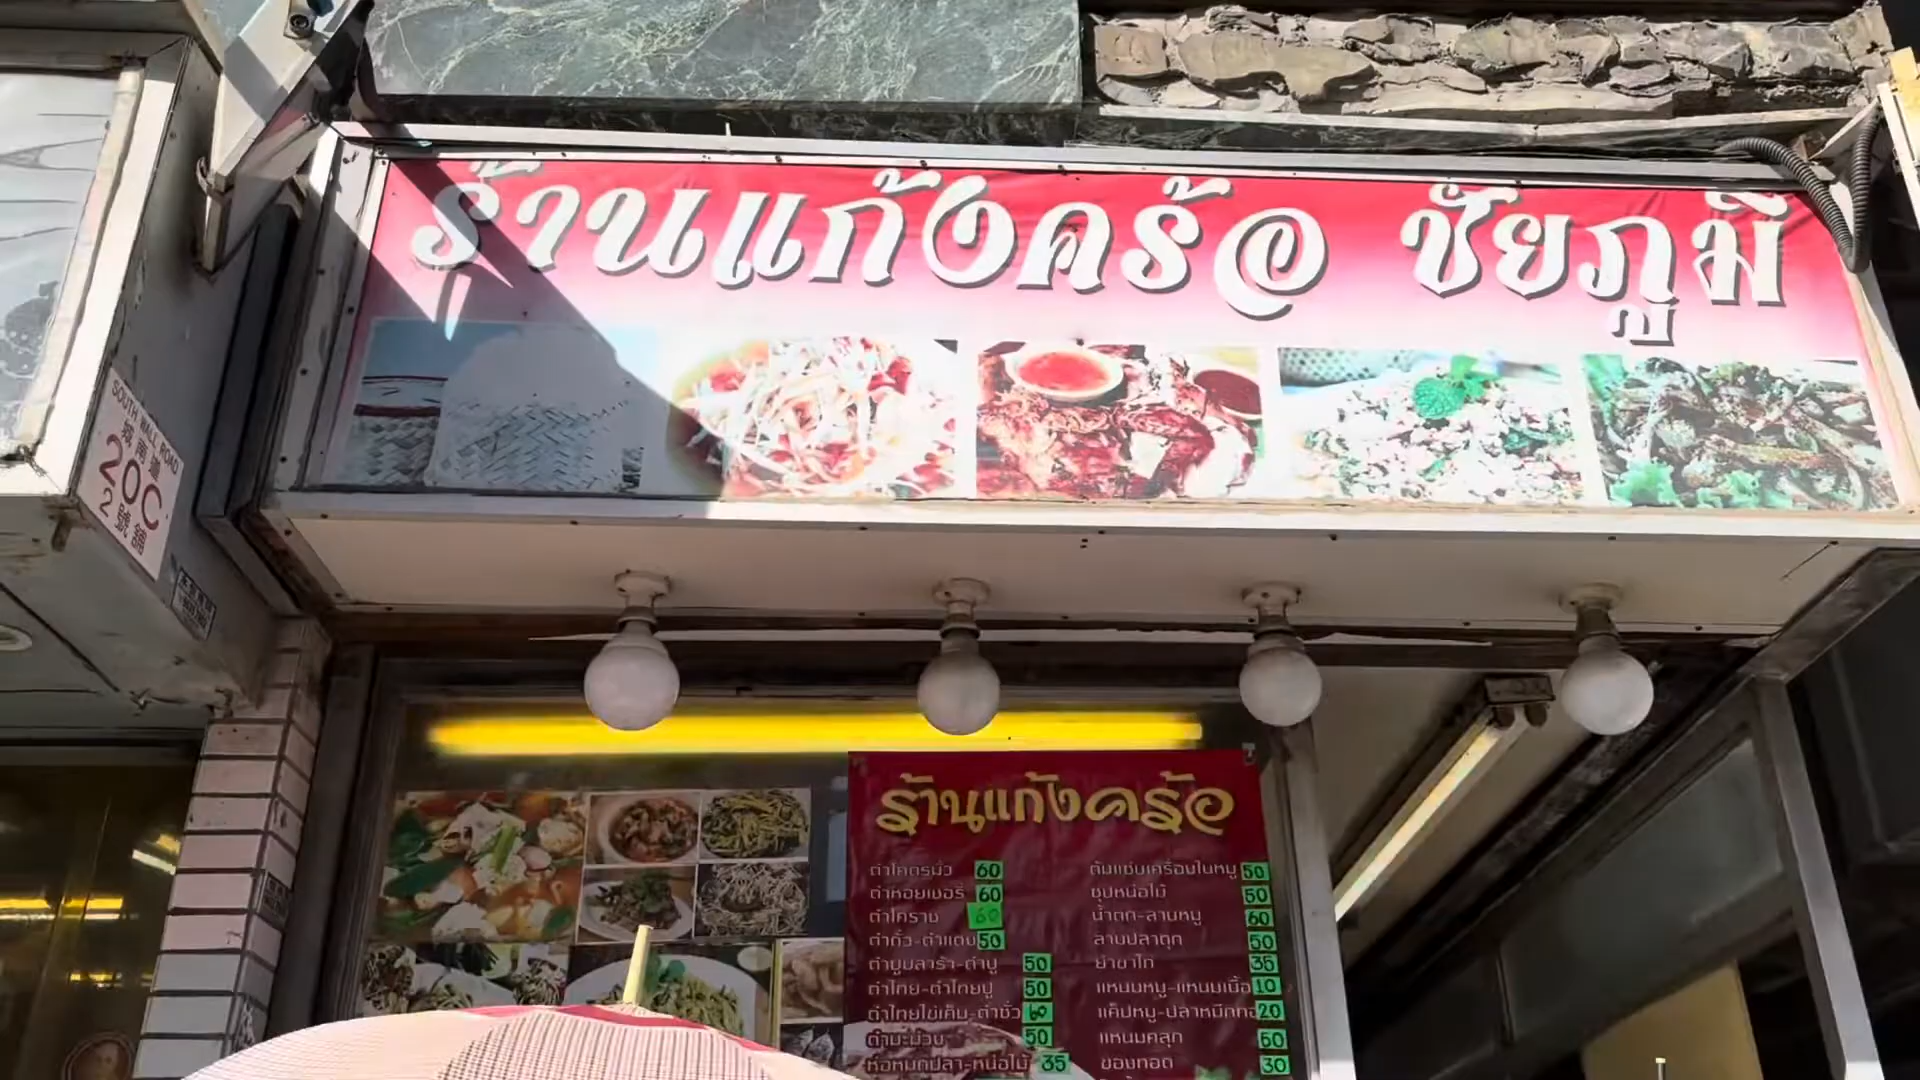 ร้านแก้งคร้อ ชัยภูมิ
SOUTH WALL ROAD
城南道
20C
2號舖
ร้านแก้งคร้อ
ตำโคตรมั่ว 60
ตำหอยเชอรี่ 60
ตำโคราช 60
ตำถั่ว-ตำแตง 50
ตำปูปลาร้า-ตำปู 50
ตำไทย-ตำไทยปู 50
ตำไทยไข่เค็ม-ตำซั่ว 60
ตำมะม่วง 50
ห่อหมกปลา-หน่อไม้ 35
ต้มแซ่บเครื่องในหมู 50
ซุบหน่อไม้ 50
น้ำตก-ลาบหมู 60
ลาบปลาดุก 50
ยำขาไก่ 35
แหนมหมู-แหนมเนื้อ 10
แค็ปหมู-ปลาหมึก 20
แหนมคลุก 60
ของทอด 30